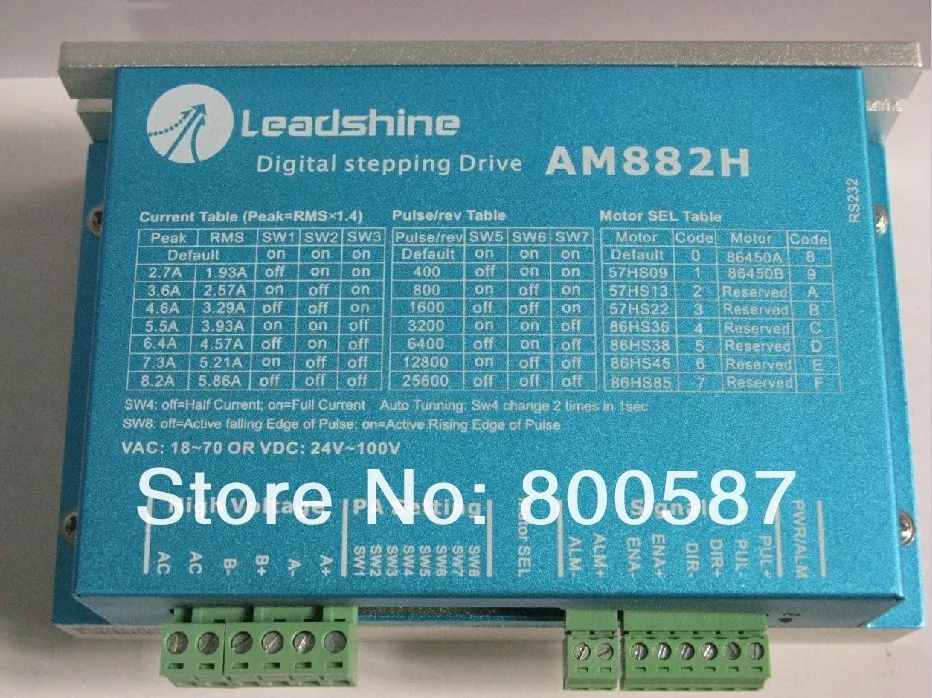 Leadshine
Digital stepping Drive AM882H
RS232
Current Table (Peak=RMS×1.4)
Peak RMS SW1 SW2 SW3
Default on on on
2.7A 1.93A off on on
3.6A 2.57A on off on
4.6A 3.29A off off on
5.5A 3.93A on on off
6.4A 4.57A off on off
7.3A 5.21A on off off
8.2A 5.86A off off off
Pulse/rev Table
Pulse/rev SW5 SW6 SW7
Default on on on
400 off on on
800 on off on
1600 off off on
3200 on on off
6400 off on off
12800 on off off
25600 off off off
Motor SEL Table
Motor Code Motor Code
Default 0 86450A 8
57HS09 1 86450B 9
57HS13 2 Reserved A
57HS22 3 Reserved B
86HS35 4 Reserved C
86HS38 5 Reserved D
86HS45 6 Reserved E
86HS85 7 Reserved F
SW4: off=Half Current; on=Full Current Auto Tunning: Sw4 change 2 times in 1sec
SW8: off=Active falling Edge of Pulse; on=Active Rising Edge of Pulse
VAC: 18~70 OR VDC: 24V~100V
Store No: 800587
High Voltage PA Setting Signal
AC
AC
B-
B+
A-
A+
SW1
SW2
SW3
SW4
SW5
SW6
SW7
SW8
SEL
ALM-
ALM+
ENA-
ENA+
DIR-
DIR+
PUL-
PUL+
PWR/ALM